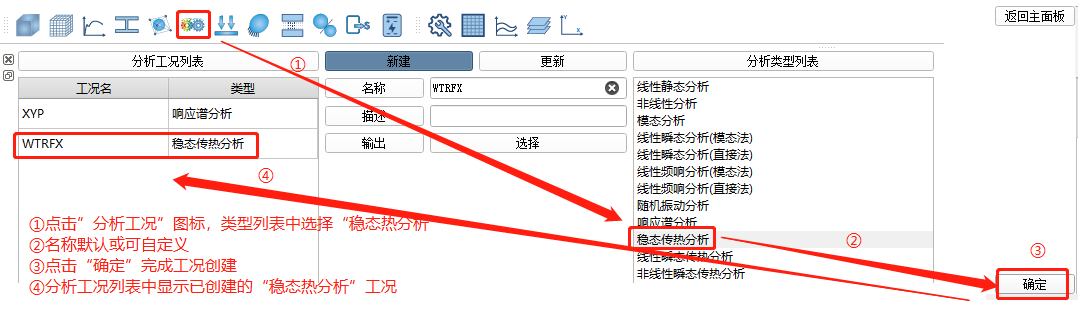 返回主面板
分析工况列表
新建
更新
分析类型列表
①
工况名
类型
名称
WTRFX
线性静态分析
非线性分析
XYP
响应谱分析
描述
模态分析
线性瞬态分析(模态法)
WTRFX
稳态传热分析
输出
选择
线性瞬态分析(直接法)
线性频响分析(模态法)
④
线性频响分析(直接法)
随机振动分析
响应谱分析
稳态传热分析
②
线性瞬态传热分析
非线性瞬态传热分析
③
确定
①点击”分析工况”图标，类型列表中选择“稳态热分析
②名称默认或可自定义
③点击“确定”完成工况创建
④分析工况列表中显示已创建的“稳态热分析”工况